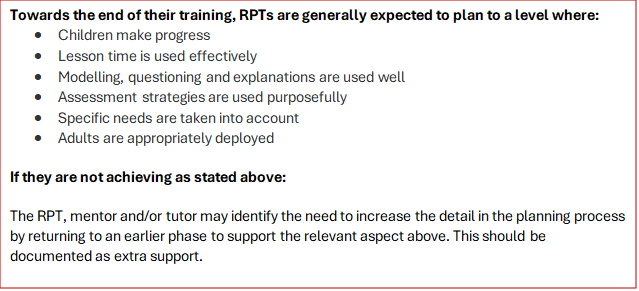 Towards the end of their training, RPTs are generally expected to plan to a level where:
• Children make progress
• Lesson time is used effectively
• Modelling, questioning and explanations are used well
• Assessment strategies are used purposefully
• Specific needs are taken into account
• Adults are appropriately deployed
If they are not achieving as stated above:
The RPT, mentor and/or tutor may identify the need to increase the detail in the planning process
by returning to an earlier phase to support the relevant aspect above. This should be
documented as extra support.